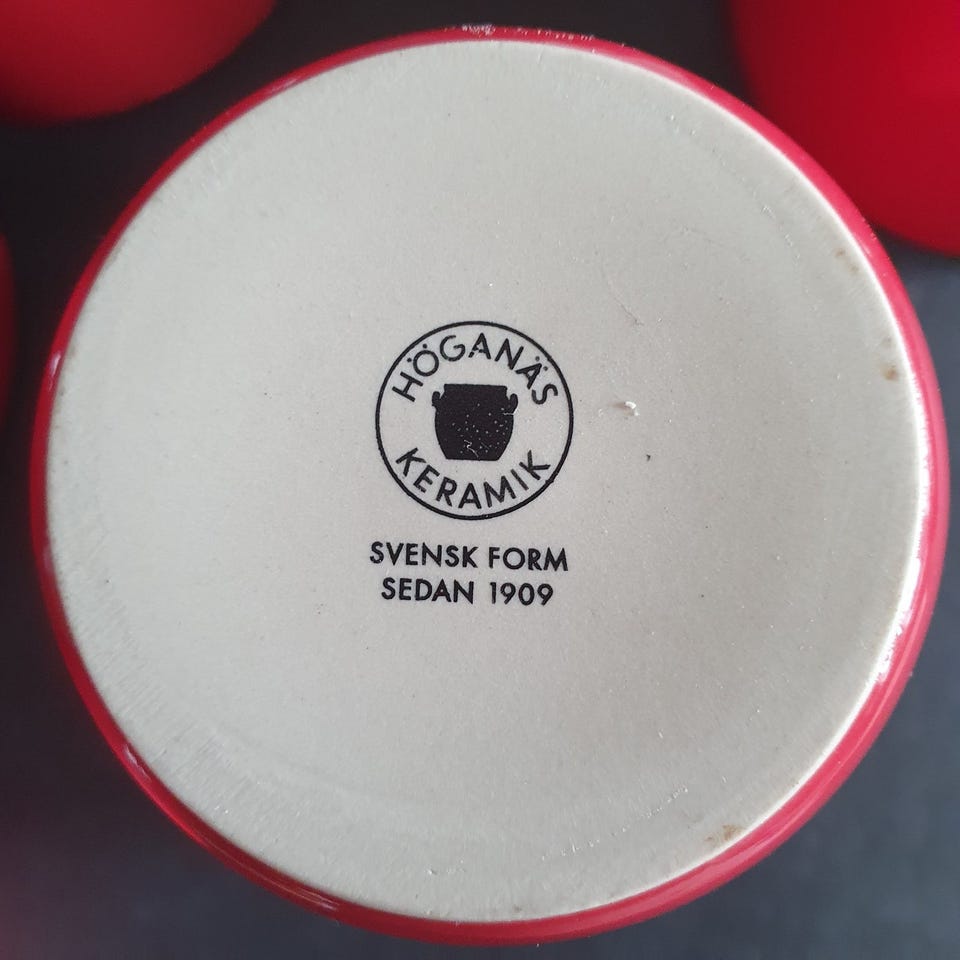 HÖGANÄS
KERAMIK
SVENSK FORM
SEDAN 1909